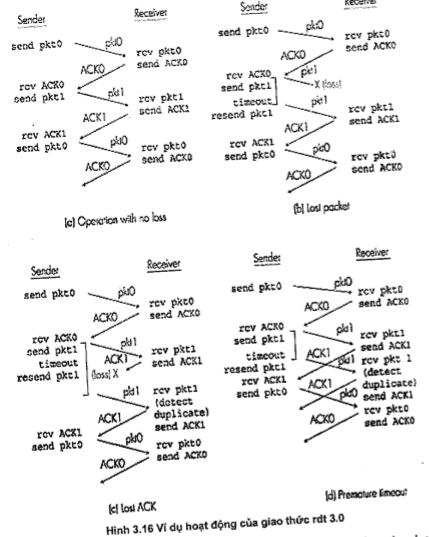 Sender
Receiver
send pkt0
pkt0
rcv pkt0
send ACK0
ACK0
rcv ACK0
send pkt1
pkt1
rcv pkt1
send ACK1
ACK1
rcv ACK1
send pkt0
pkt0
rcv pkt0
send ACK0
ACK0
(a) Operation with no loss
Sender
Receiver
send pkt0
pkt0
rcv pkt0
send ACK0
ACK0
rcv ACK0
send pkt1
pkt1
X (loss)
timeout
resend pkt1
pkt1
rcv pkt1
send ACK1
ACK1
rcv ACK1
send pkt0
pkt0
rcv pkt0
send ACK0
ACK0
(b) Lost packet
Sender
Receiver
send pkt0
pkt0
rcv pkt0
send ACK0
ACK0
rcv ACK0
send pkt1
pkt1
rcv pkt1
send ACK1
ACK1
(loss) X
timeout
resend pkt1
pkt1
rcv pkt1
(detect
duplicate)
send ACK1
ACK1
rcv ACK1
send pkt0
pkt0
rcv pkt0
send ACK0
ACK0
(c) Lost ACK
Sender
Receiver
send pkt0
pkt0
rcv pkt0
send ACK0
ACK0
rcv ACK0
send pkt1
pkt1
rcv pkt1
send ACK1
timeout
resend pkt1
ACK1
pkt1
rcv pkt 1
(detect
duplicate)
send ACK1
rcv ACK1
send pkt0
ACK1
pkt0
rcv pkt0
send ACK0
ACK0
(d) Premature timeout
Hình 3.16 Ví dụ hoạt động của giao thức rdt 3.0